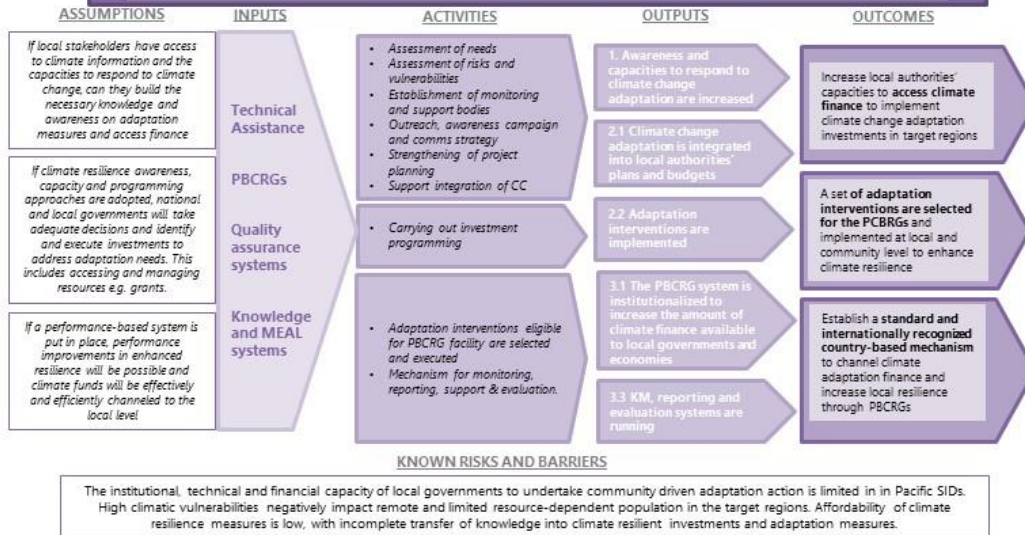 ASSUMPTIONS
INPUTS
ACTIVITIES
OUTPUTS
OUTCOMES
If local stakeholders have access
to climate information and the
capacities to respond to climate
change, can they build the
necessary knowledge and
awareness on adaptation
measures and access finance
If climate resilience awareness,
capacity and programming
approaches are adopted, national
and local governments will take
adequate decisions and identify
and execute investments to
address adaptation needs. This
includes accessing and managing
resources e.g. grants.
If a performance-based system is
put in place, performance
improvements in enhanced
resilience will be possible and
climate funds will be effectively
and efficiently channeled to the
local level
Technical
Assistance
PBCRGs
Quality
assurance
systems
Knowledge
and MEAL
systems
• Assessment of needs
• Assessment of risks and
vulnerabilities
• Establishment of monitoring
and support bodies
• Outreach, awareness campaign
and comms strategy
• Strengthening of project
planning
• Support integration of CC
• Carrying out investment
programming
• Adaptation interventions eligible
for PBCRG facility are selected
and executed
• Mechanism for monitoring,
reporting, support & evaluation.
1. Awareness and
capacities to respond to
climate change
adaptation are increased
2.1 Climate change
adaptation is integrated
into local authorities'
plans and budgets
2.2 Adaptation
interventions are
implemented
3.1 The PBCRG system is
institutionalized to
increase the amount of
climate finance available
to local governments and
economies
3.3 KM, reporting and
evaluation systems are
running
Increase local authorities'
capacities to access climate
finance to implement
climate change adaptation
investments in target regions
A set of adaptation
interventions are selected
for the PCBRGs and
implemented at local and
community level to enhance
climate resilience
Establish a standard and
internationally recognized
country-based mechanism
to channel climate
adaptation finance and
increase local resilience
through PBCRGs
KNOWN RISKS AND BARRIERS
The institutional, technical and financial capacity of local governments to undertake community driven adaptation action is limited in in Pacific SIDs.
High climatic vulnerabilities negatively impact remote and limited resource-dependent population in the target regions. Affordability of climate
resilience measures is low, with incomplete transfer of knowledge into climate resilient investments and adaptation measures.